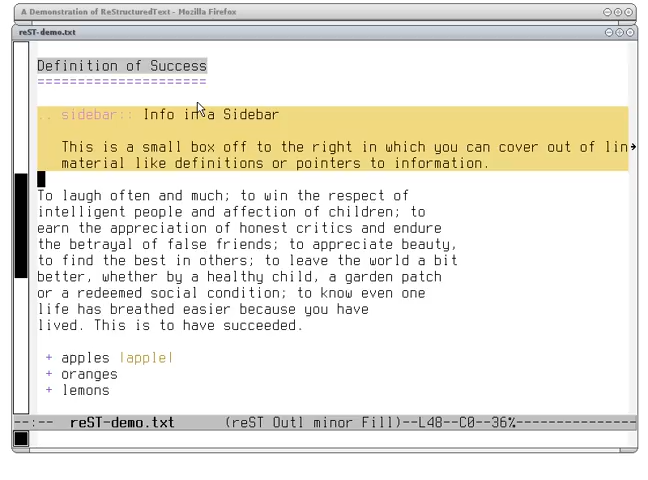 A Demonstration of ReStructuredText - Mozilla Firefox
reST-demo.txt
Definition of Success
=====================
.. sidebar:: Info in a Sidebar
This is a small box off to the right in which you can cover out of lin
material like definitions or pointers to information.
To laugh often and much; to win the respect of
intelligent people and affection of children; to
earn the appreciation of honest critics and endure
the betrayal of false friends; to appreciate beauty,
to find the best in others; to leave the world a bit
better, whether by a healthy child, a garden patch
or a redeemed social condition; to know even one
life has breathed easier because you have
lived. This is to have succeeded.
+ apples |apple|
+ oranges
+ lemons
--:-- reST-demo.txt (reST Outl minor Fill)--L48--C0--36%---------------